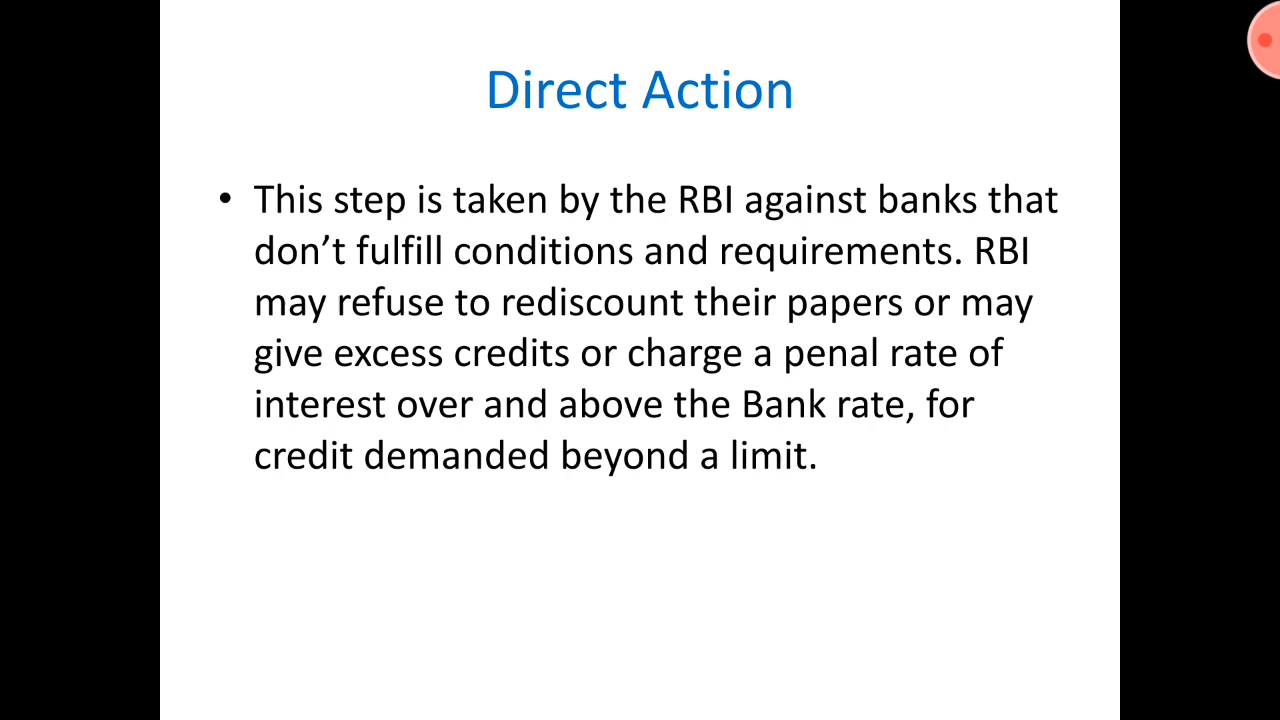 Direct Action
• This step is taken by the RBI against banks that
don’t fulfill conditions and requirements. RBI
may refuse to rediscount their papers or may
give excess credits or charge a penal rate of
interest over and above the Bank rate, for
credit demanded beyond a limit.